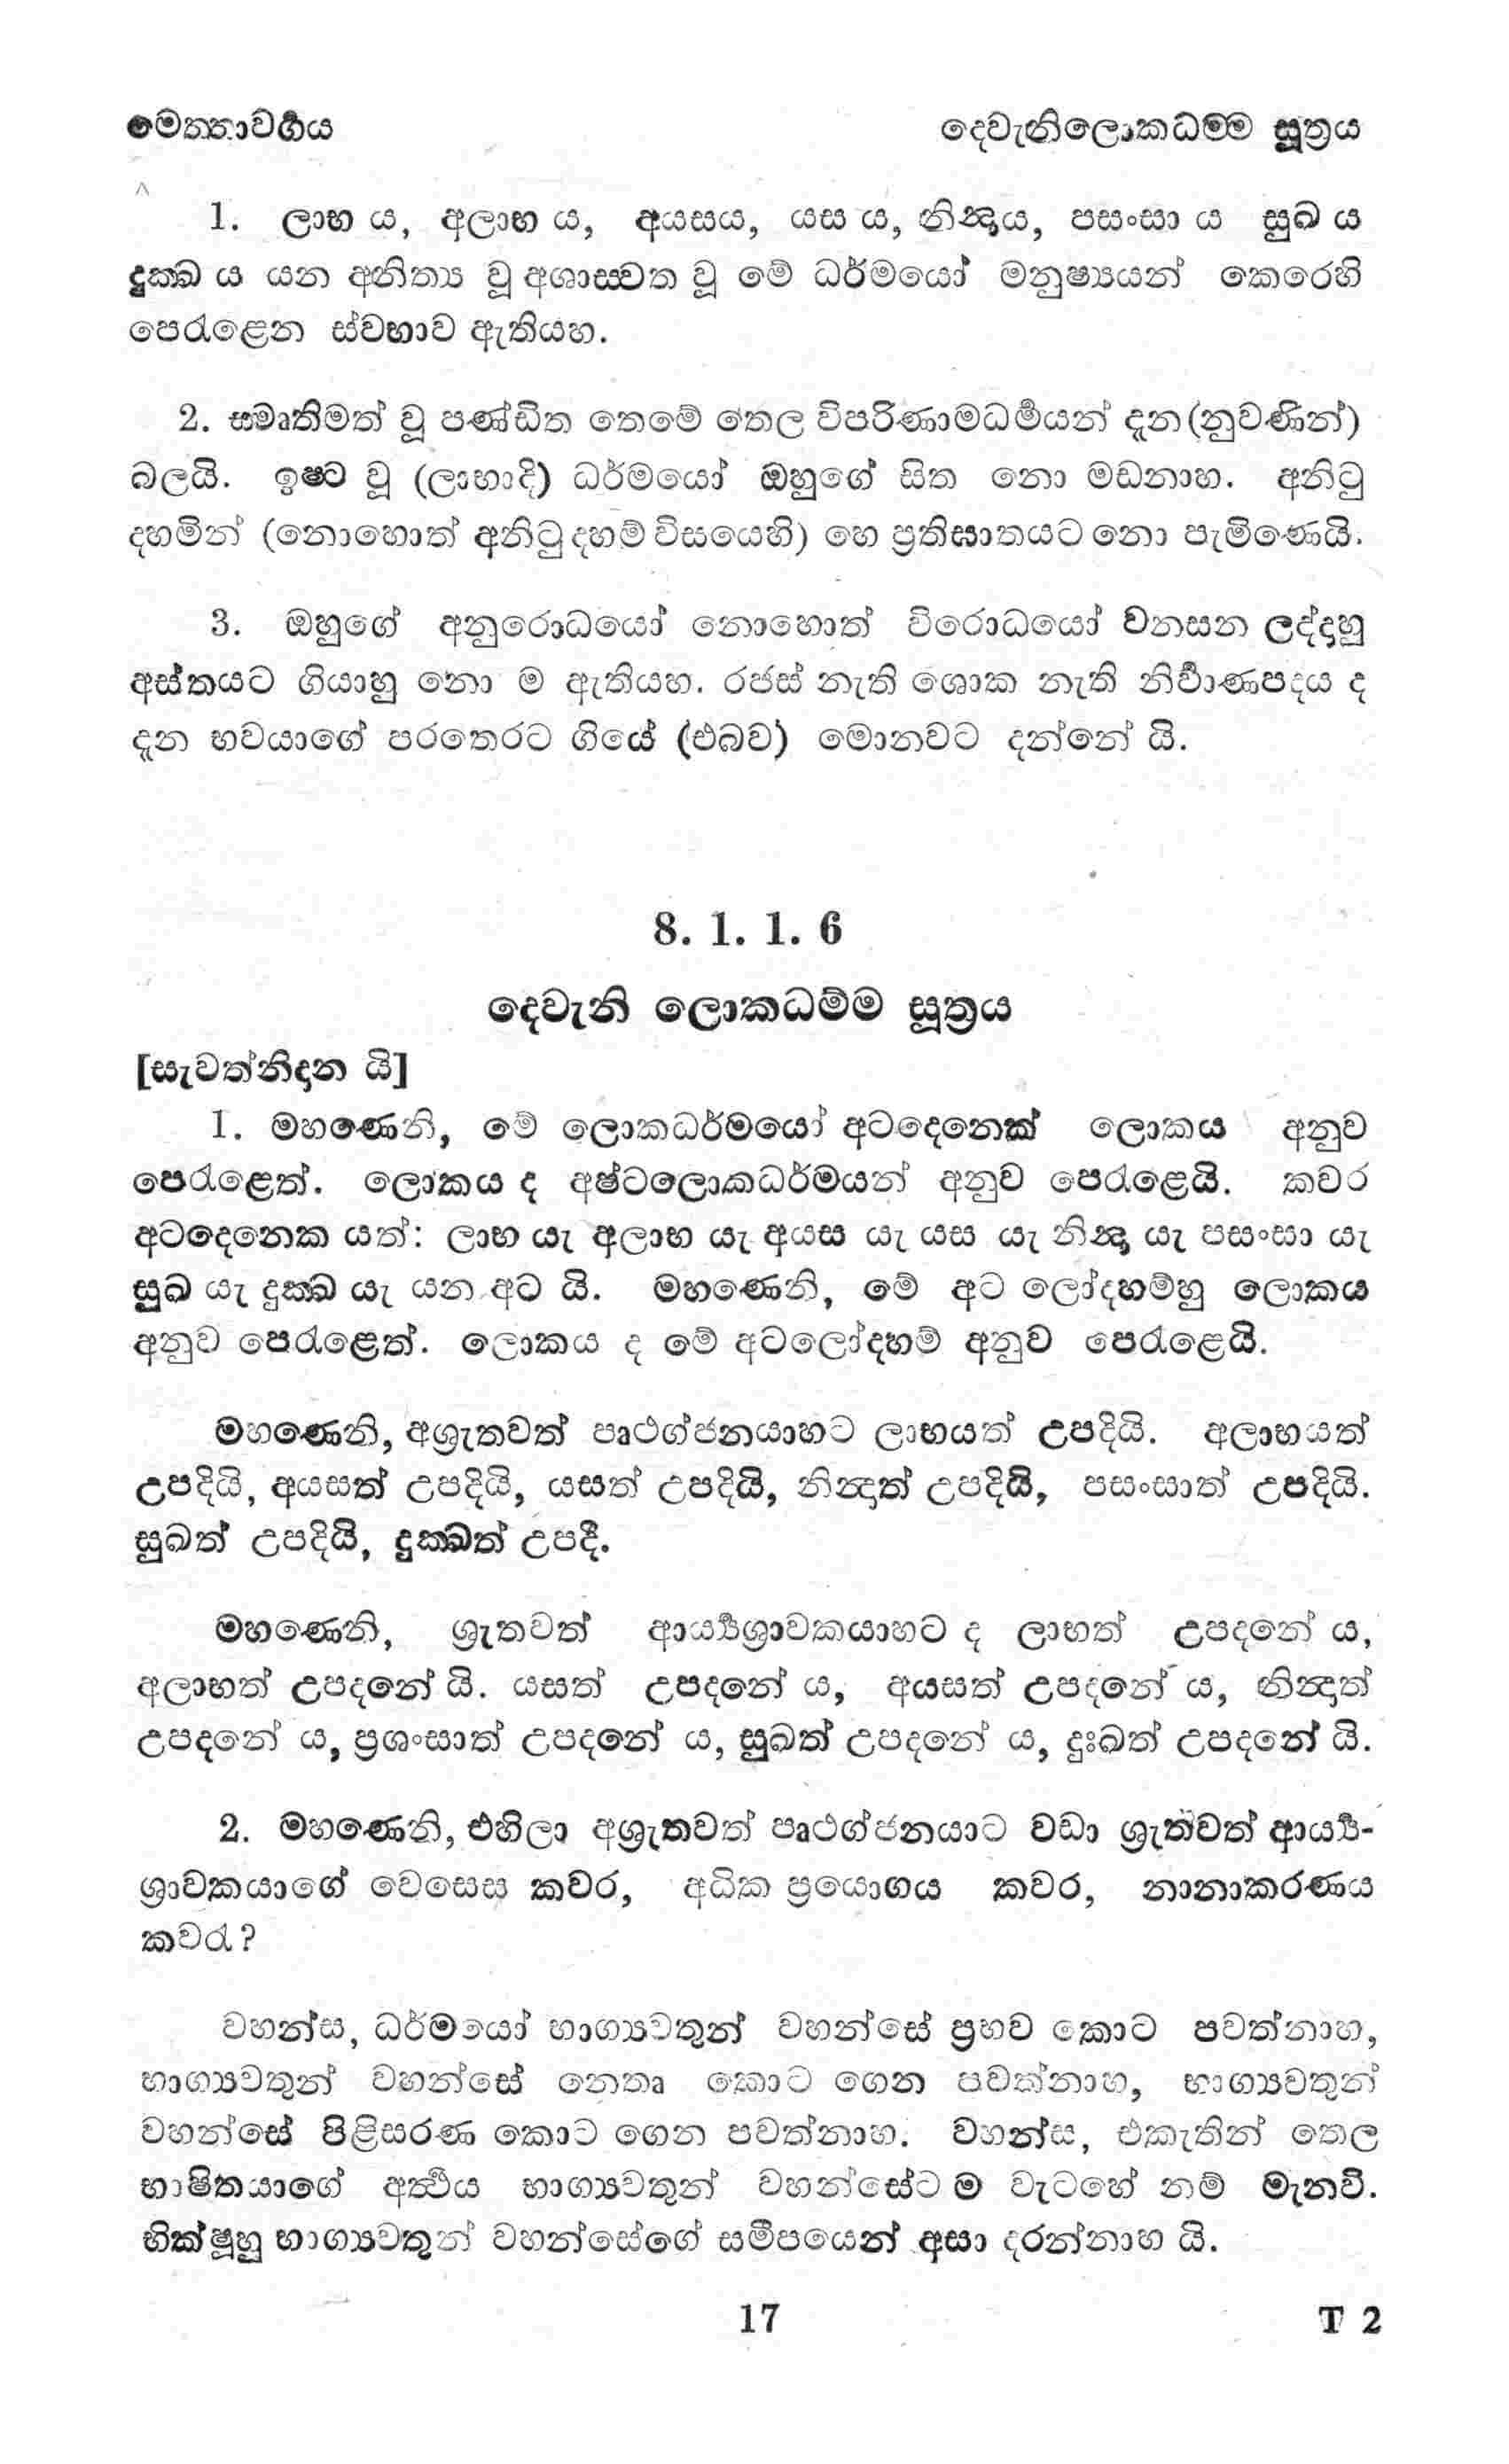 මෙත්තාවර්‍ගය දෙවැනිලොකධම්ම සූත්‍රය
1. ලාභ ය, අලාභ ය, අයසය, යස ය, නින්‍දාය, පසංසා ය සුඛ ය
දුක්‍ඛ ය යන අනිත්‍ය වූ අශාස්‍වත වූ මේ ධර්මයෝ මනුෂ්‍යයන් කෙරෙහි
පෙරැළෙන ස්වභාව ඇතියහ.
2. සමෘතිමත් වූ පණ්ඩිත තෙමේ තෙල විපරිණාමධර්‍මයන් දැන (නුවණින්)
බලයි. ඉෂ්‍ට වූ (ලාභාදි) ධර්මයෝ ඔහුගේ සිත නො මඩනාහ. අනිටු
දහමින් (නොහොත් අනිටු දහම් විසයෙහි) හෙ ප්‍රතිඝාතයට නො පැමිණෙයි.
3. ඔහුගේ අනුරොධයෝ නොහොත් විරොධයෝ වනසන ලද්දාහු
අස්තයට ගියාහු නො ම ඇතියහ. රජස් නැති ශොක නැති නිර්‍වාණපදය ද
දැන භවයාගේ පරතෙරට ගියේ (එබව) මොනවට දන්නේ යි.
8. 1. 1. 6
දෙවැනි ලොකධම්ම සූත්‍රය
[සැවත්නිදාන යි]
1. මහණෙනි, මේ ලොකධර්මයෝ අටදෙනෙක් ලොකය අනුව
පෙරැළෙත්. ලොකය ද අෂ්ටලොකධර්මයන් අනුව පෙරැළෙයි. කවර
අටදෙනෙක යත්: ලාභ යැ අලාභ යැ අයස යැ යස යැ නින්‍දා යැ පසංසා යැ
සුඛ යැ දුක්‍ඛ යැ යන අට යි. මහණෙනි, මේ අට ලෝදහම්හු ලොකය
අනුව පෙරැළෙත්. ලොකය ද මේ අටලෝදහම් අනුව පෙරැළෙයි.
මහණෙනි, අශ්‍රැතවත් පෘථග්ජනයාහට ලාභයත් උපදියි. අලාභයත්
උපදියි, අයසත් උපදියි, යසත් උපදියි, නින්‍දාත් උපදියි, පසංසාත් උපදියි.
සුඛත් උපදියි, දුක්‍ඛත් උපදී.
මහණෙනි, ශ්‍රැතවත් ආර්‍ය්‍යශ්‍රාවකයාහට ද ලාභත් උපදනේ ය,
අලාභත් උපදනේ යි. යසත් උපදනේ ය, අයසත් උපදනේ ය, නින්‍දාත්
උපදනේ ය, ප්‍රශංසාත් උපදනේ ය, සුඛත් උපදනේ ය, දුඃඛත් උපදනේ යි.
2. මහණෙනි, එහිලා අශ්‍රැතවත් පෘථග්ජනයාට වඩා ශ්‍රැතවත් ආර්‍ය්‍ය-
ශ්‍රාවකයාගේ වෙසෙස කවර, අධික ප්‍රයොගය කවර, නානාකරණය
කවරැ?
වහන්ස, ධර්මයෝ භාග්‍යවතුන් වහන්සේ ප්‍රභව කොට පවත්නාහ,
භාග්‍යවතුන් වහන්සේ නෙතෘ කොට ගෙන පවත්නාහ, භාග්‍යවතුන්
වහන්සේ පිළිසරණ කොට ගෙන පවත්නාහ. වහන්ස, එකැතින් තෙල
භාෂිතයාගේ අර්‍ත්‍ථය භාග්‍යවතුන් වහන්සේට ම වැටහේ නම් මැනවි.
භික්ෂූහු භාග්‍යවතුන් වහන්සේගේ සමීපයෙන් අසා දරන්නාහ යි.
17 T 2